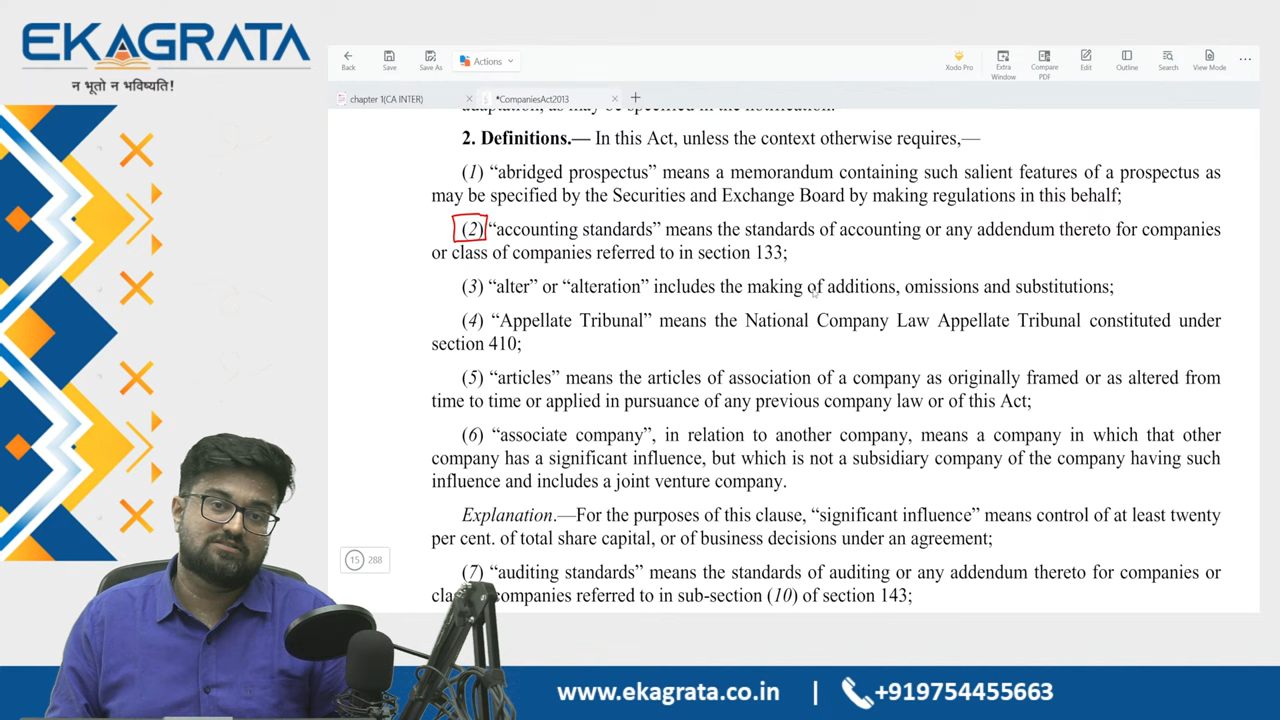 EKAGRATA
न भूतो न भविष्यति!
Back
Save
Save As
Actions
Xodo Pro
Extra
Window
Compare
PDF
Edit
Outline
Search
View Mode
chapter 1(CA INTER)
*CompaniesAct2013
adaptation, as may be specified in the notification.
2. Definitions.— In this Act, unless the context otherwise requires,—
(1) “abridged prospectus” means a memorandum containing such salient features of a prospectus as
may be specified by the Securities and Exchange Board by making regulations in this behalf;
(2) “accounting standards” means the standards of accounting or any addendum thereto for companies
or class of companies referred to in section 133;
(3) “alter” or “alteration” includes the making of additions, omissions and substitutions;
(4) “Appellate Tribunal” means the National Company Law Appellate Tribunal constituted under
section 410;
(5) “articles” means the articles of association of a company as originally framed or as altered from
time to time or applied in pursuance of any previous company law or of this Act;
(6) “associate company”, in relation to another company, means a company in which that other
company has a significant influence, but which is not a subsidiary company of the company having such
influence and includes a joint venture company.
Explanation.—For the purposes of this clause, “significant influence” means control of at least twenty
per cent. of total share capital, or of business decisions under an agreement;
(7) “auditing standards” means the standards of auditing or any addendum thereto for companies or
companies referred to in sub-section (10) of section 143;
15 288
www.ekagrata.co.in | +919754455663